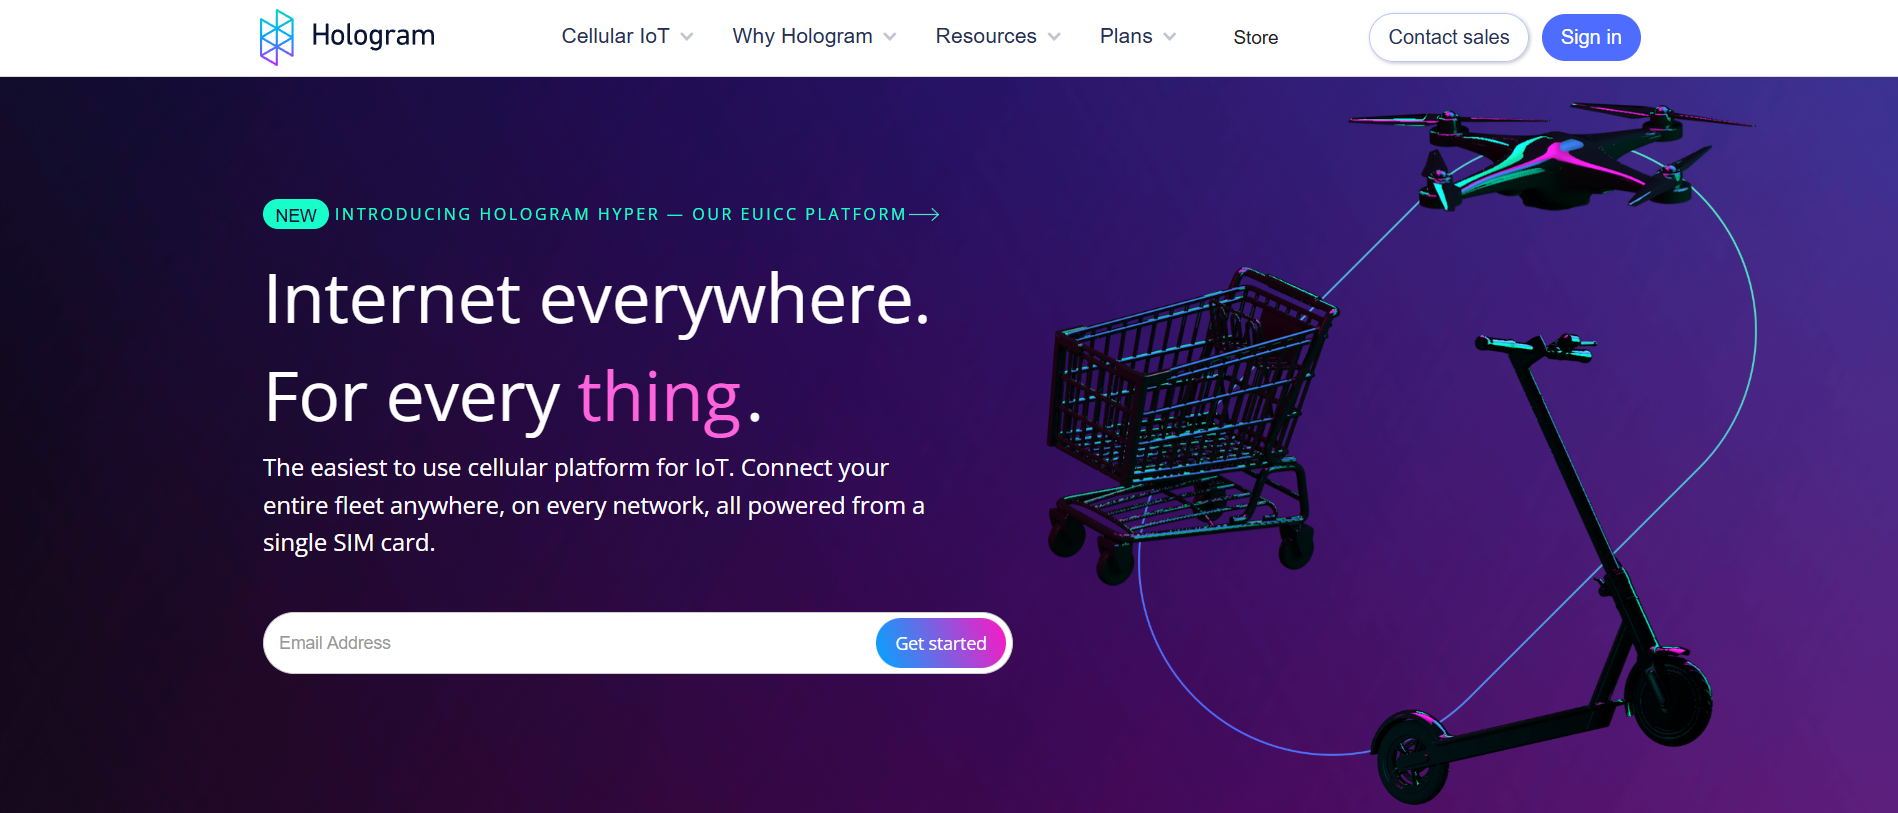 Hologram
Cellular IoT
Why Hologram
Resources
Plans
Store
Contact sales
Sign in
NEW INTRODUCING HOLOGRAM HYPER — OUR EUICC PLATFORM
Internet everywhere.
For every thing.
The easiest to use cellular platform for IoT. Connect your
entire fleet anywhere, on every network, all powered from a
single SIM card.
Email Address
Get started